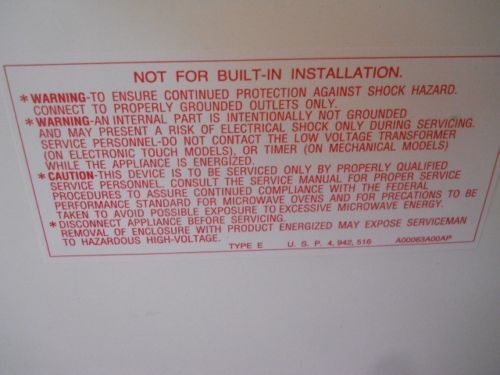 NOT FOR BUILT-IN INSTALLATION.
*WARNING-TO ENSURE CONTINUED PROTECTION AGAINST SHOCK HAZARD.
CONNECT TO PROPERLY GROUNDED OUTLETS ONLY.
*WARNING-AN INTERNAL PART IS INTENTIONALLY NOT GROUNDED
AND MAY PRESENT A RISK OF ELECTRICAL SHOCK ONLY DURING SERVICING.
SERVICE PERSONNEL-DO NOT CONTACT THE LOW VOLTAGE TRANSFORMER
(ON ELECTRONIC TOUCH MODELS), OR TIMER (ON MECHANICAL MODELS)
WHILE THE APPLIANCE IS ENERGIZED.
*CAUTION-THIS DEVICE IS TO BE SERVICED ONLY BY PROPERLY QUALIFIED
SERVICE PERSONNEL. CONSULT THE SERVICE MANUAL FOR PROPER SERVICE
PROCEDURES TO ASSURE CONTINUED COMPLIANCE WITH THE FEDERAL
PERFORMANCE STANDARD FOR MICROWAVE OVENS AND FOR PRECATIONS TO BE
TAKEN TO AVOID POSSIBLE EXPOSURE TO EXCESSIVE MICROWAVE ENERGY.
*DISCONNECT APPLIANCE BEFORE SERVICING.
REMOVAL OF ENCLOSURE WITH PRODUCT ENERGIZED MAY EXPOSE SERVICEMAN
TO HAZARDOUS HIGH-VOLTAGE.
TYPE E U. S. P. 4, 942, 516 A00063A00AP